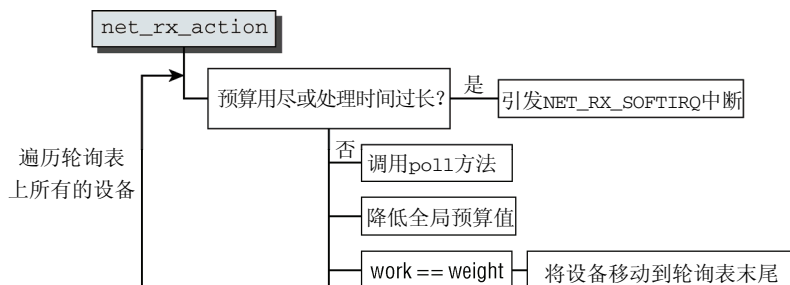 net_rx_action
预算用尽或处理时间过长?
是
引发NET_RX_SOFTIRQ中断
遍历轮询表
上所有的设备
否
调用poll方法
降低全局预算值
work == weight
将设备移动到轮询表末尾